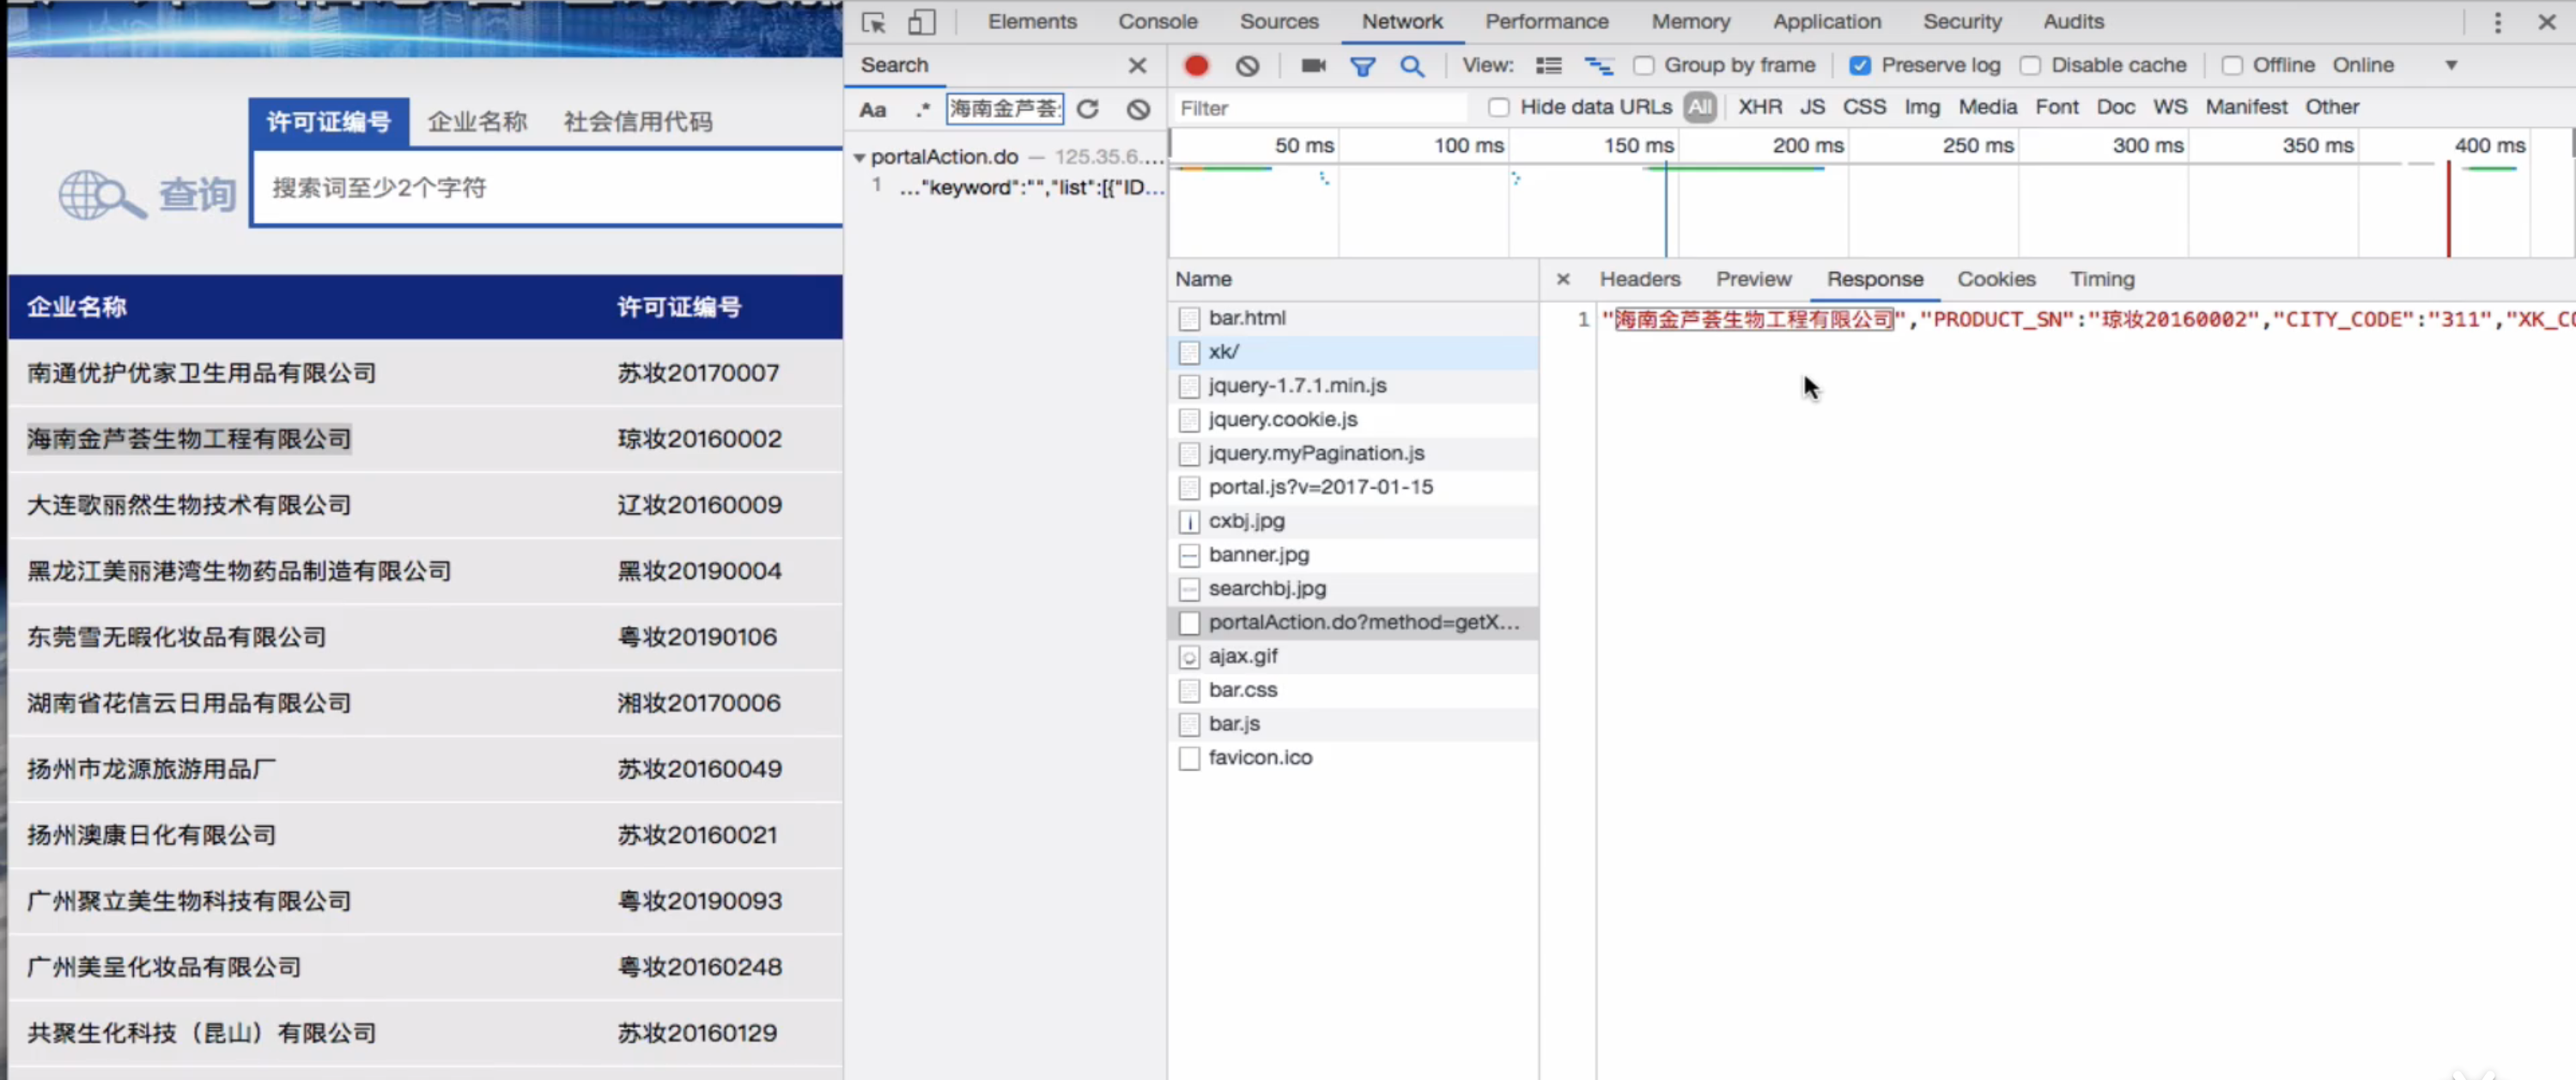 Elements Console Sources Network Performance Memory Application Security Audits
Search
View: Group by frame Preserve log Disable cache Offline Online
Aa .* 海南金芦荟
Filter Hide data URLs All XHR JS CSS Img Media Font Doc WS Manifest Other
许可证编号 企业名称 社会信用代码
查询 搜索词至少2个字符
portalAction.do — 125.35.6....
1 ..."keyword":"","list":[{"ID...
50 ms 100 ms 150 ms 200 ms 250 ms 300 ms 350 ms 400 ms
企业名称 许可证编号
南通优护优家卫生用品有限公司 苏妆20170007
海南金芦荟生物工程有限公司 琼妆20160002
大连歌丽然生物技术有限公司 辽妆20160009
黑龙江美丽港湾生物药品制造有限公司 黑妆20190004
东莞雪无暇化妆品有限公司 粤妆20190106
湖南省花信云日用品有限公司 湘妆20170006
扬州市龙源旅游用品厂 苏妆20160049
扬州澳康日化有限公司 苏妆20160021
广州聚立美生物科技有限公司 粤妆20190093
广州美呈化妆品有限公司 粤妆20160248
共聚生化科技（昆山）有限公司 苏妆20160129
Name
bar.html
xk/
jquery-1.7.1.min.js
jquery.cookie.js
jquery.myPagination.js
portal.js?v=2017-01-15
cxbj.jpg
banner.jpg
searchbj.jpg
portalAction.do?method=getX...
ajax.gif
bar.css
bar.js
favicon.ico
Headers Preview Response Cookies Timing
1 "海南金芦荟生物工程有限公司","PRODUCT_SN":"琼妆20160002","CITY_CODE":"311","XK_CO